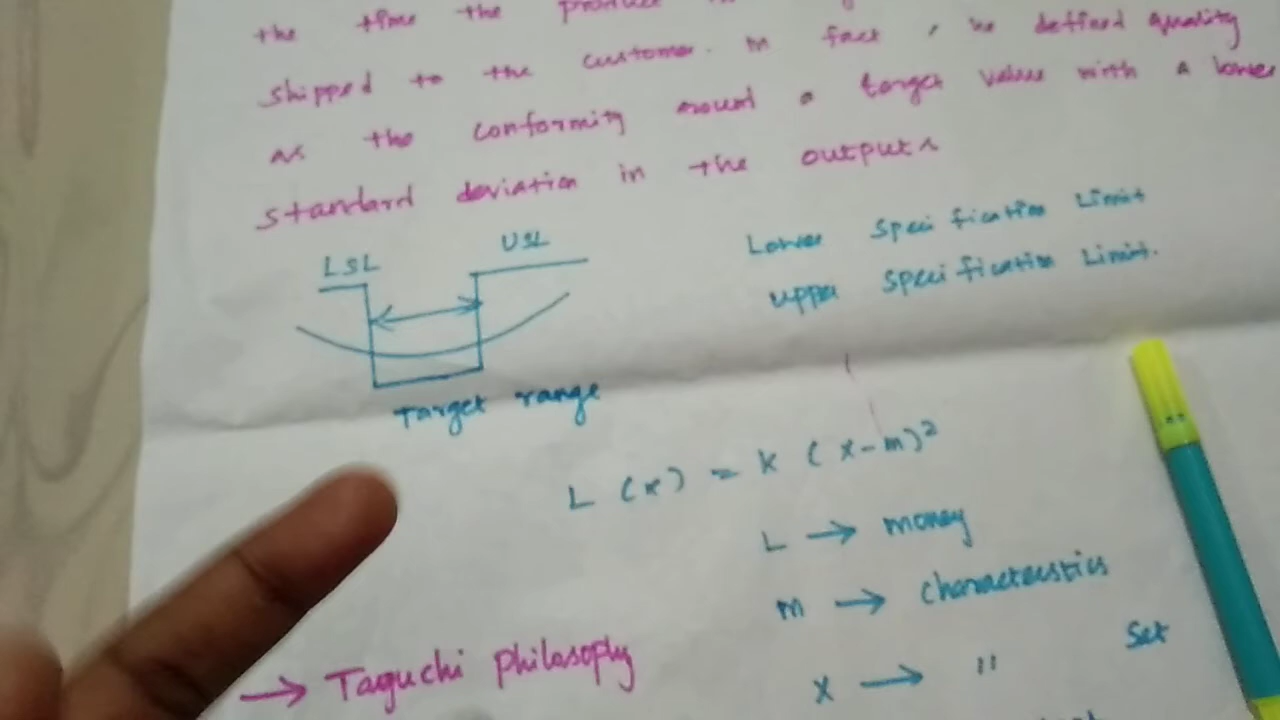 the time the
shipped to the customer. In fact, he defined quality
as the conformity around a target value with a lower
standard deviation in the outputs
LSL USL
Lower Specification Limit
Upper Specification Limit.
Target range
L (x) = K (x-m)²
L → money
m → characteristics
x → " Set
→ Taguchi philosophy